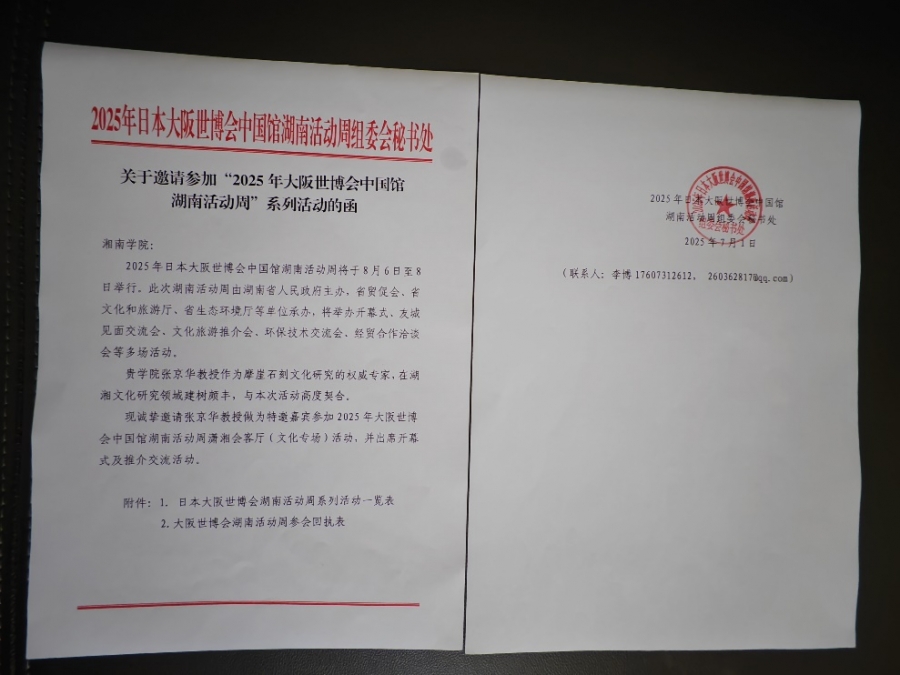 2025年日本大阪世博会中国馆湖南活动周组委会秘书处
关于邀请参加“2025年大阪世博会中国馆
湖南活动周”系列活动的函
湘南学院：
2025年日本大阪世博会中国馆湖南活动周将于8月6日至8
日举行。此次湖南活动周由湖南省人民政府主办，省贸促会、省
文化和旅游厅、省生态环境厅等单位承办，将举办开幕式、友诚
见面交流会、文化旅游推介会、环保技术交流会、经贸合作洽谈
会等多场活动。
贵学院张京华教授作为摩崖石刻文化研究的权威专家，在湖
湘文化研究领域建树颇丰，与本次活动高度契合。
现诚挚邀请张京华教授做为特邀嘉宾参加2025年大阪世博
会中国馆湖南活动周潇湘会客厅（文化专场）活动，并出席开幕
式及推介交流活动。
附件：1. 日本大阪世博会湖南活动周系列活动一览表
2.大阪世博会湖南活动周参会回执表
2025年日本大阪世博会中国馆
湖南活动周组委会秘书处
2025年7月1日
（联系人：李博17607312612， 260362817@qq.com）